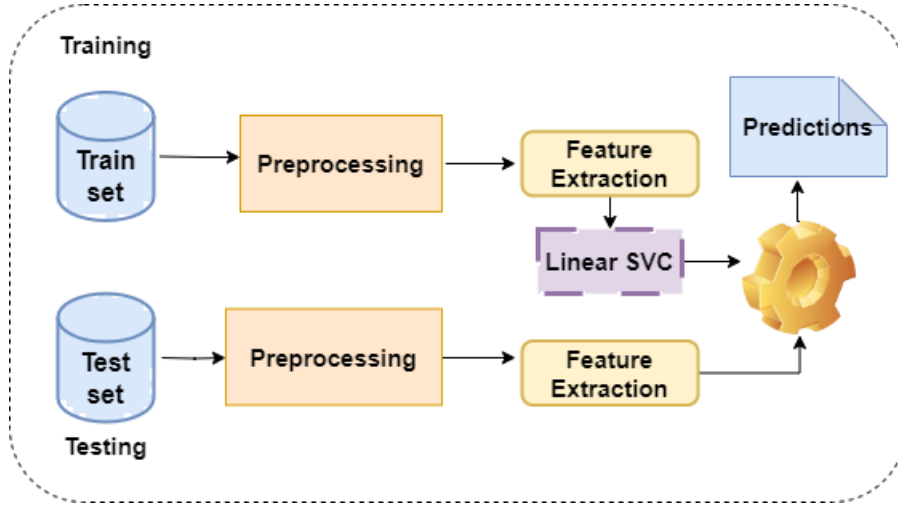 Training
Train
set
Preprocessing
Feature
Extraction
Linear SVC
Predictions
Test
set
Preprocessing
Feature
Extraction
Testing